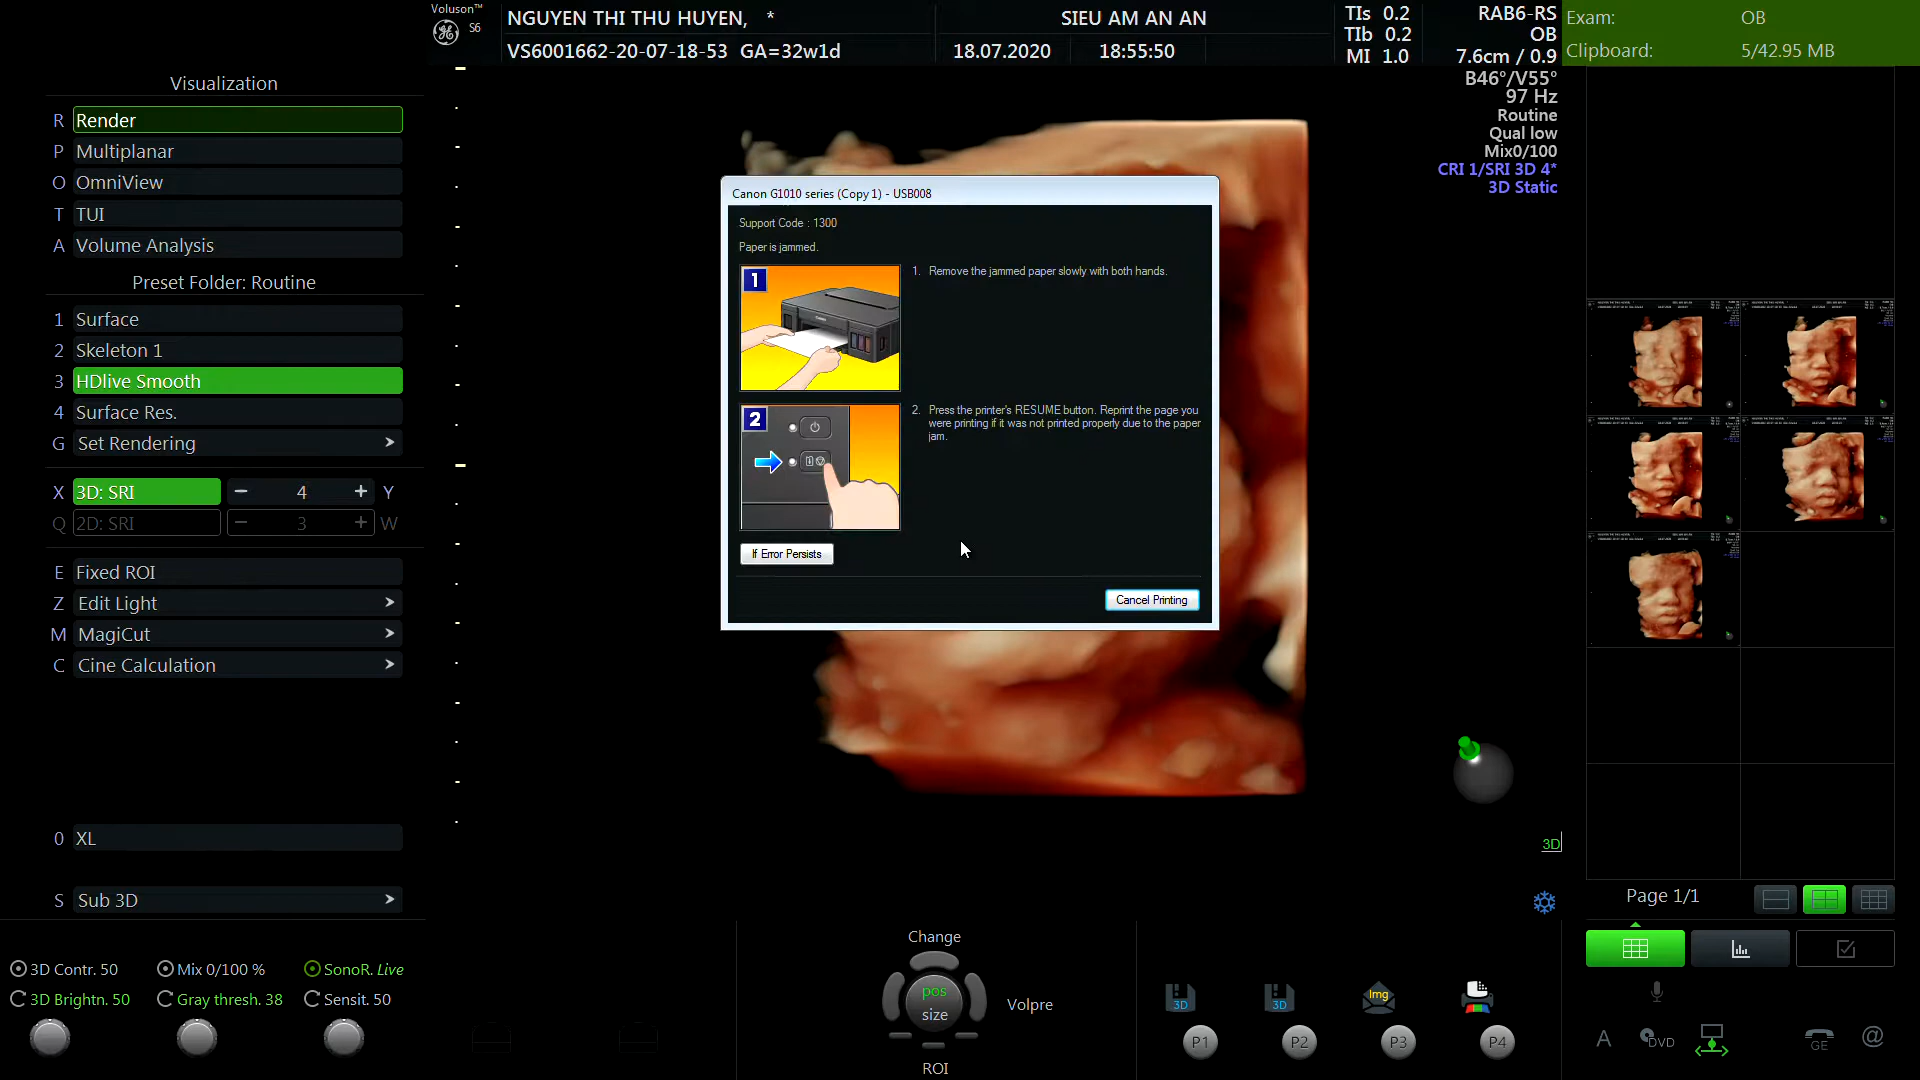 Voluson™
S6
NGUYEN THI THU HUYEN,   *
VS6001662-20-07-18-53  GA=32w1d
SIEU AM AN AN
18.07.2020
18:55:50
TIs 0.2
TIb 0.2
MI 1.0
RAB6-RS
OB
7.6cm / 0.9
B46°/V55°
97 Hz
Routine
Qual low
Mix0/100
CRI 1/SRI 3D 4*
3D Static
Exam: OB
Clipboard: 5/42.95 MB
Visualization
R Render
P Multiplanar
O OmniView
T TUI
A Volume Analysis
Preset Folder: Routine
1 Surface
2 Skeleton 1
3 HDlive Smooth
4 Surface Res.
G Set Rendering >
X 3D: SRI − 4 + Y
Q 2D: SRI − 3 + W
E Fixed ROI
Z Edit Light >
M MagiCut >
C Cine Calculation >
0 XL
S Sub 3D >
3D Contr. 50
Mix 0/100 %
SonoR. Live
3D Brightn. 50
Gray thresh. 38
Sensit. 50
Canon G1010 series (Copy 1) - USB008
Support Code : 1300
Paper is jammed.
1
1. Remove the jammed paper slowly with both hands.
2
2. Press the printer's RESUME button. Reprint the page you
were printing if it was not printed properly due to the paper
jam.
If Error Persists
Cancel Printing
3D
Change
pos
size
Volpre
ROI
3D
3D
Img
P1
P2
P3
P4
Page 1/1
A
DVD
GE
@